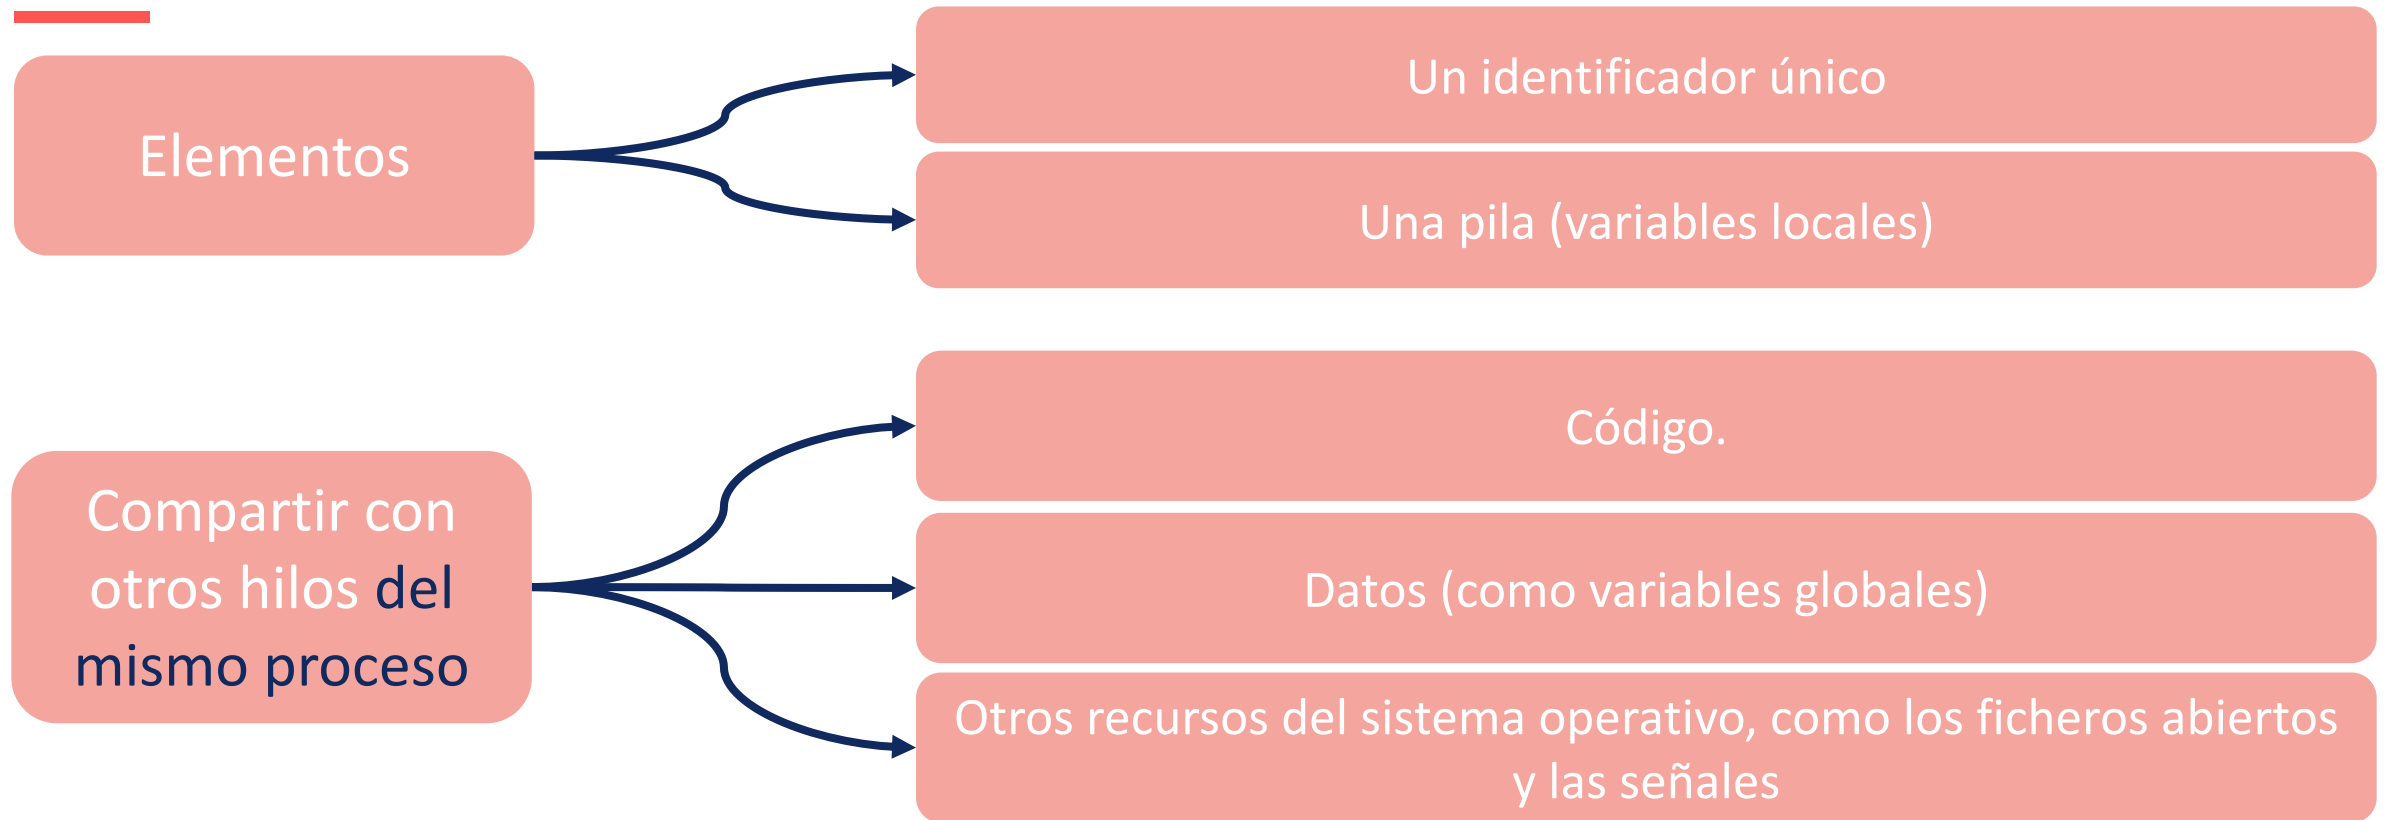 Elementos
Un identificador único
Una pila (variables locales)
Compartir con
otros hilos del
mismo proceso
Código.
Datos (como variables globales)
Otros recursos del sistema operativo, como los ficheros abiertos
y las señales